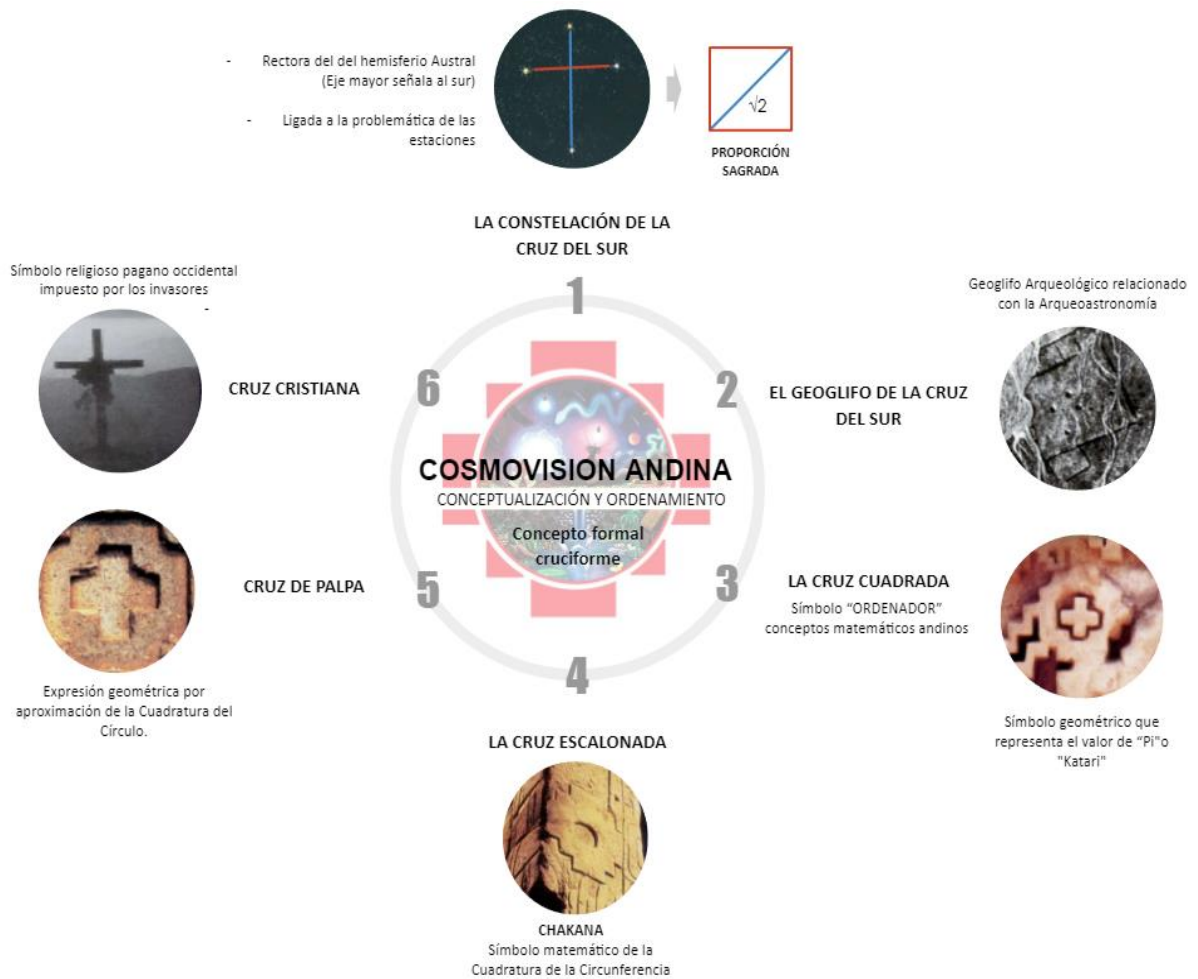 - Rectora del del hemisferio Austral
(Eje mayor señala al sur)
- Ligada a la problemática de las
estaciones
√2
PROPORCIÓN
SAGRADA
LA CONSTELACIÓN DE LA
CRUZ DEL SUR
1
Símbolo religioso pagano occidental
impuesto por los invasores
-
CRUZ CRISTIANA
6
2
Geoglifo Arqueológico relacionado
con la Arqueoastronomía
EL GEOGLIFO DE LA CRUZ
DEL SUR
COSMOVISION ANDINA
CONCEPTUALIZACIÓN Y ORDENAMIENTO
Concepto formal
cruciforme
CRUZ DE PALPA
5
Expresión geométrica por
aproximación de la Cuadratura del
Círculo.
3
LA CRUZ CUADRADA
Símbolo “ORDENADOR”
conceptos matemáticos andinos
Símbolo geométrico que
representa el valor de “Pi"o
"Katari"
4
LA CRUZ ESCALONADA
CHAKANA
Símbolo matemático de la
Cuadratura de la Circunferencia